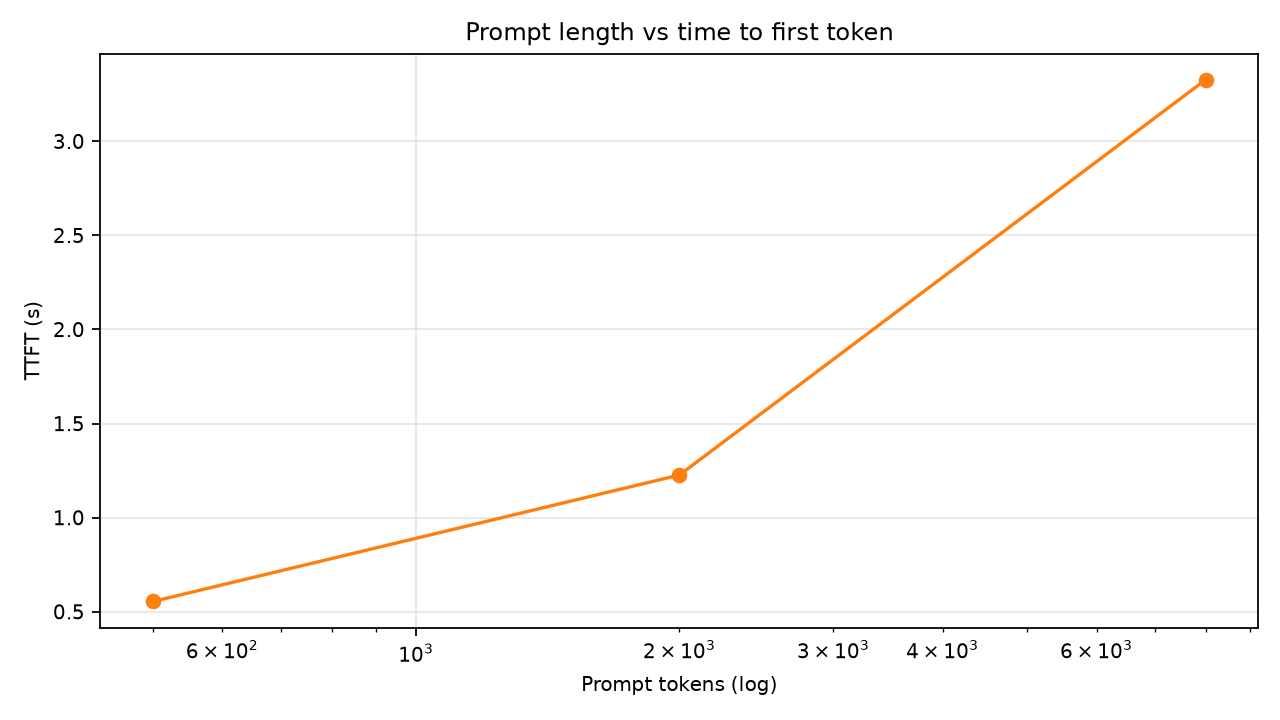 Prompt length vs time to first token
TTFT (s)
3.0
2.5
2.0
1.5
1.0
0.5
6 × 10²
10³
2 × 10³
3 × 10³
4 × 10³
6 × 10³
Prompt tokens (log)